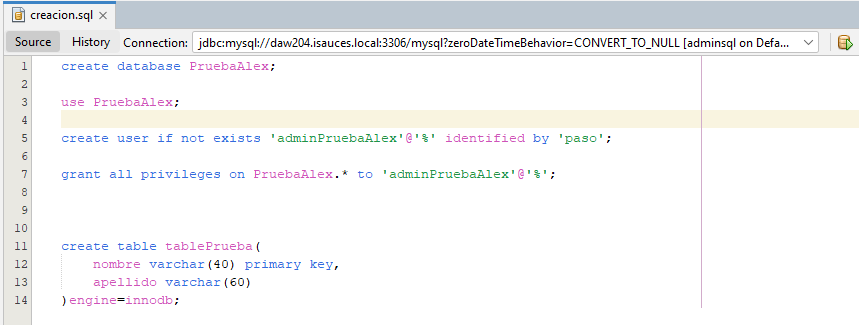 creacion.sql
Source History Connection: jdbc:mysql://daw204.isauces.local:3306/mysql?zeroDateTimeBehavior=CONVERT_TO_NULL [adminsql on Defa...
1 create database PruebaAlex;
2
3 use PruebaAlex;
4
5 create user if not exists 'adminPruebaAlex'@'%' identified by 'paso';
6
7 grant all privileges on PruebaAlex.* to 'adminPruebaAlex'@'%';
8
9
10
11 create table tablePrueba(
12 nombre varchar(40) primary key,
13 apellido varchar(60)
14 )engine=innodb;